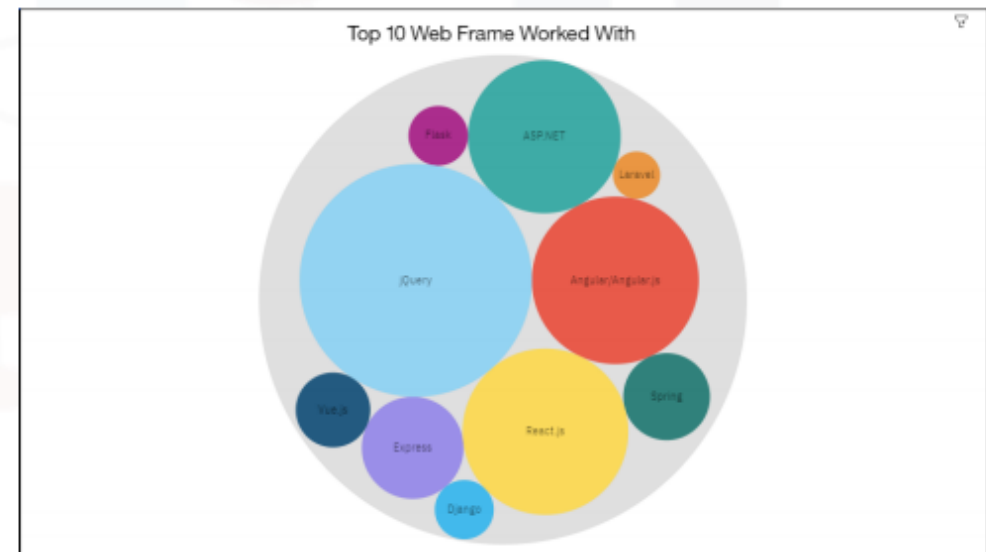 Top 10 Web Frame Worked With
Flask
ASP.NET
Laravel
jQuery
Angular/Angular.js
Spring
Vue.js
Express
React.js
Django